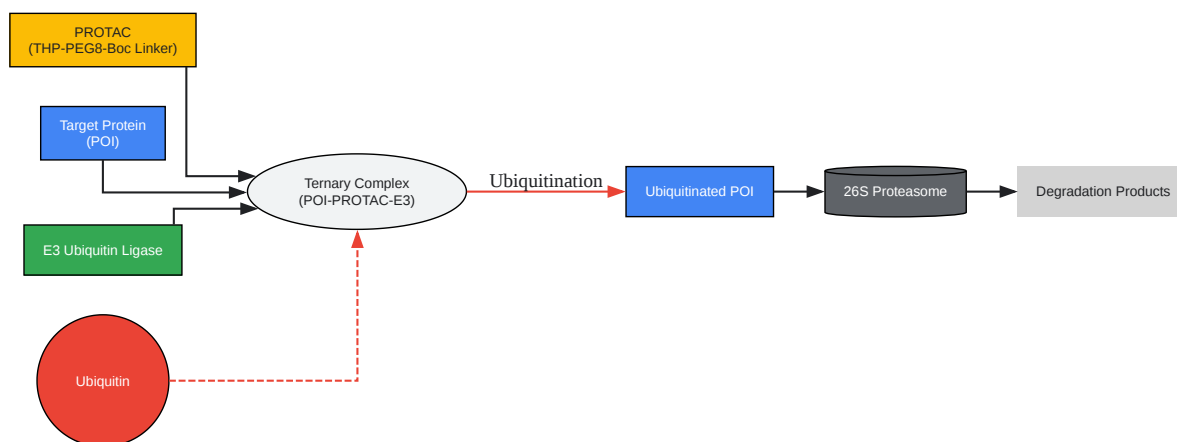 PROTAC
(THP-PEG8-Boc Linker)
Target Protein
(POI)
E3 Ubiquitin Ligase
Ubiquitin
Ternary Complex
(POI-PROTAC-E3)
Ubiquitination
Ubiquitinated POI
26S Proteasome
Degradation Products